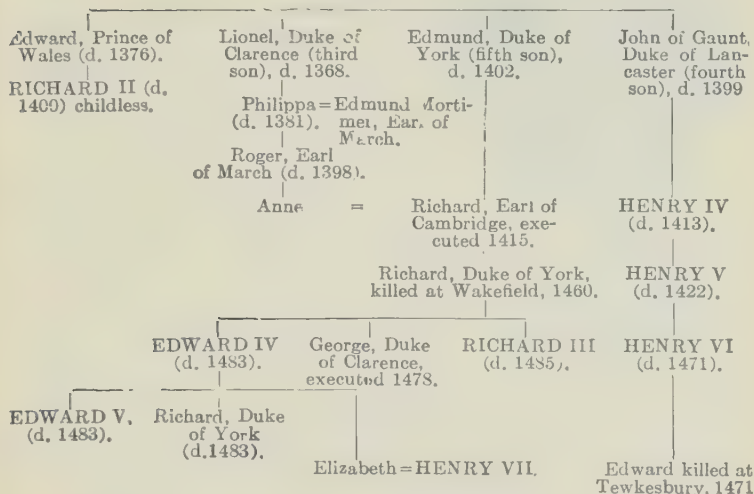 Edward, Prince of
Wales (d. 1376).
RICHARD II (d.
1400) childless.
Lionel, Duke of
Clarence (third
son), d. 1368.
Edmund, Duke of
York (fifth son),
d. 1402.
John of Gaunt,
Duke of Lan-
caster (fourth
son), d. 1399
Philippa = Edmund Morti-
(d. 1381). mer, Earl of
March.
Roger, Earl
of March (d. 1398).
Anne = Richard, Earl of
Cambridge, exe-
cuted 1415.
HENRY IV
(d. 1413).
Richard, Duke of York,
killed at Wakefield, 1460.
HENRY V
(d. 1422).
EDWARD IV
(d. 1483).
George, Duke
of Clarence,
executed 1478.
RICHARD III
(d. 1485).
HENRY VI
(d. 1471).
EDWARD V.
(d. 1483).
Richard, Duke
of York
(d.1483).
Elizabeth = HENRY VII.
Edward killed at
Tewkesbury, 1471